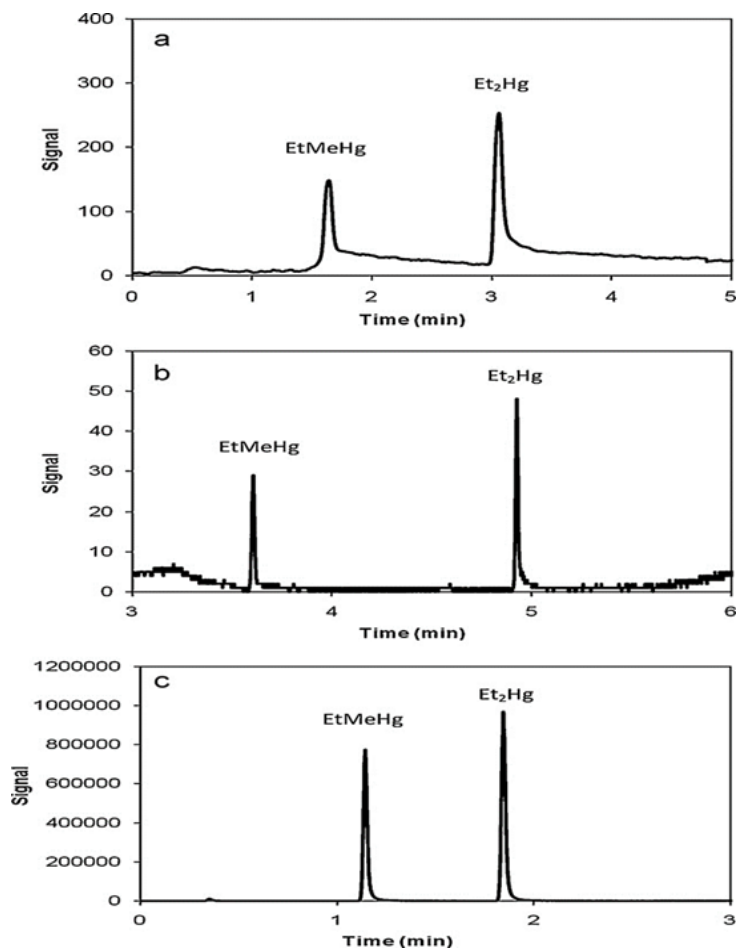 a
400
300
200
100
0
Signal
EtMeHg
Et₂Hg
0 1 2 3 4 5
Time (min)
b
60
50
40
30
20
10
0
Signal
EtMeHg
Et₂Hg
3 4 5 6
Time (min)
c
1200000
1000000
800000
600000
400000
200000
0
Signal
EtMeHg
Et₂Hg
0 1 2 3
Time (min)